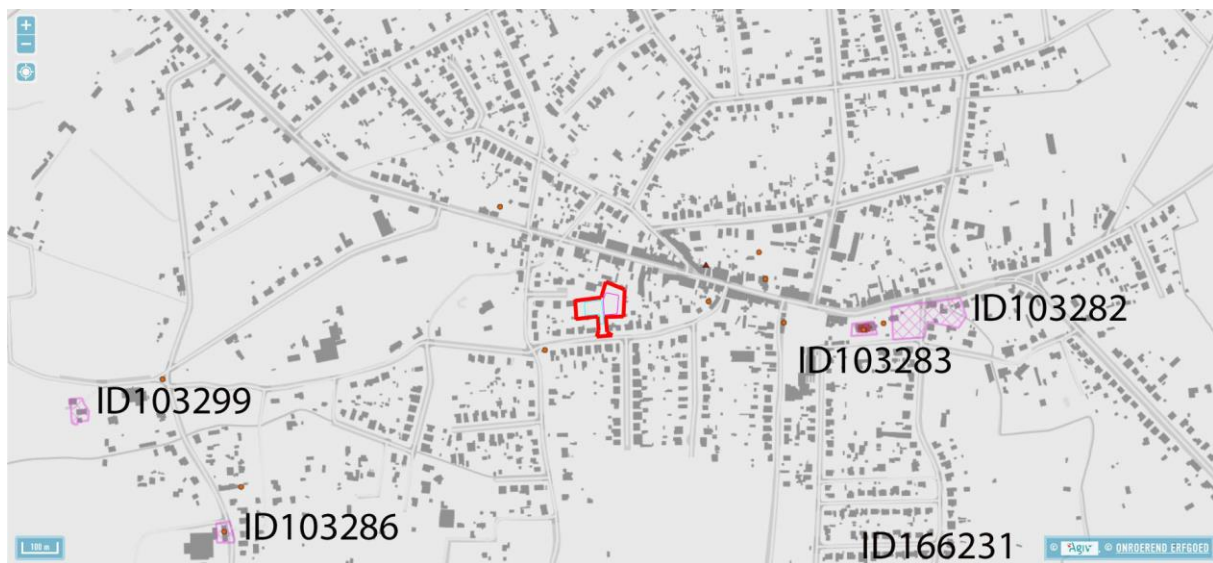 +
−
ID103282
ID103283
ID103299
ID103286
ID166231
100 m
© Agiv, © ONROEREND ERFGOED